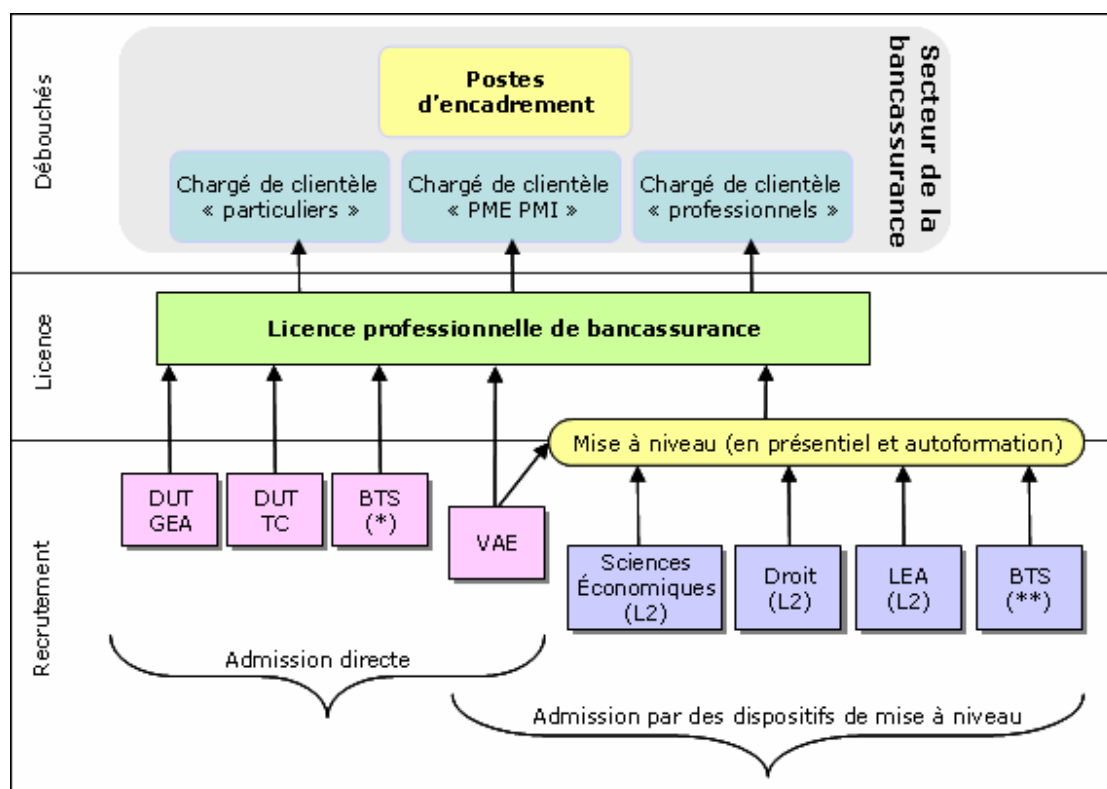 Débouchés
Postes
d'encadrement
Secteur de la
bancassurance
Chargé de clientèle
« particuliers »
Chargé de clientèle
« PME PMI »
Chargé de clientèle
« professionnels »
Licence
Licence professionnelle de bancassurance
Mise à niveau (en présentiel et autoformation)
Recrutement
DUT
GEA
DUT
TC
BTS
(*)
VAE
Sciences
Économiques
(L2)
Droit
(L2)
LEA
(L2)
BTS
(**)
Admission directe
Admission par des dispositifs de mise à niveau